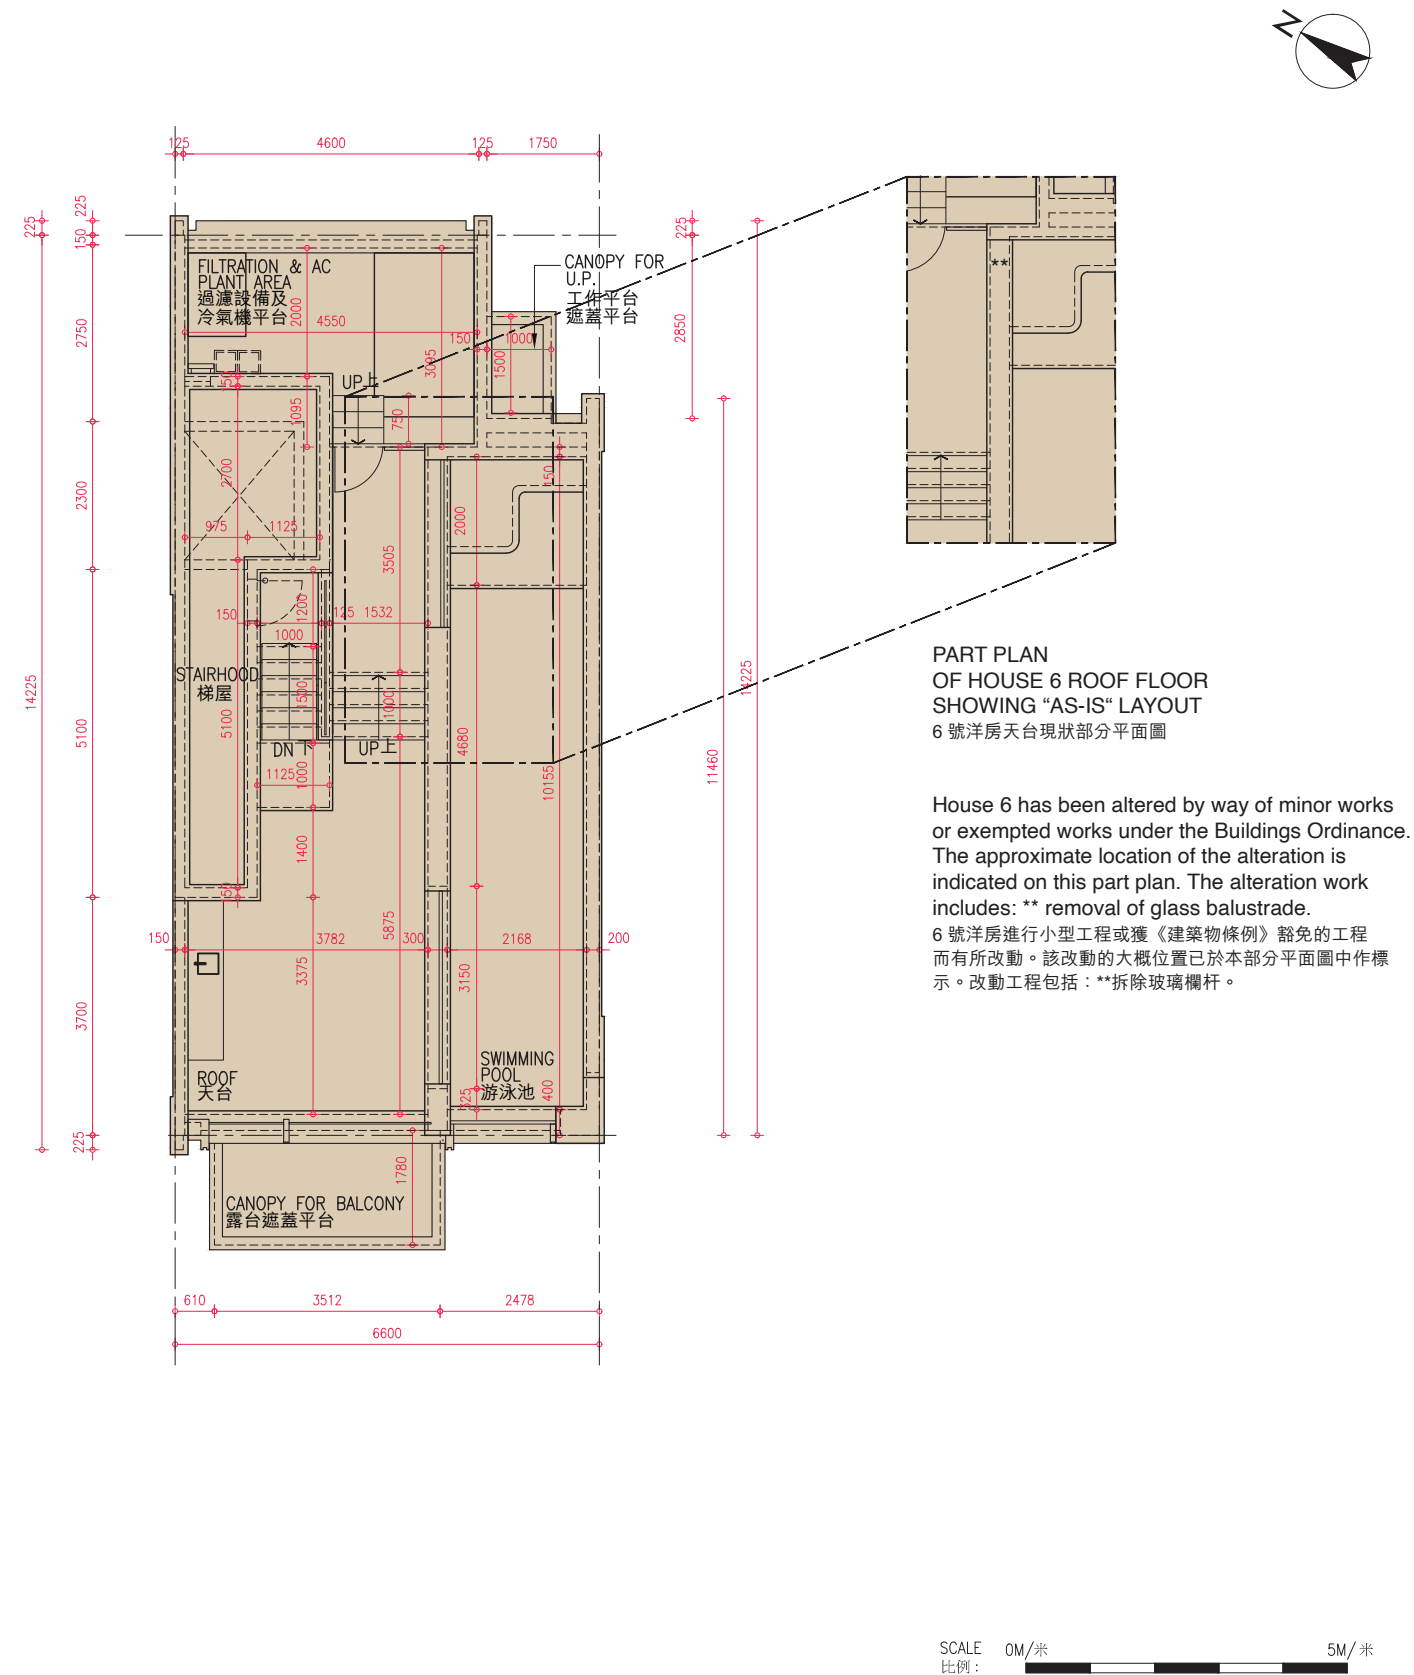 N
125 4600 125 1750
225
225
150
225
FILTRATION & AC
PLANT AREA
過濾設備及
冷氣機平台
2000
4550
3095
CANOPY FOR
U.P.
工作平台
遮蓋平台
150 1000
1500
2750
2850
150
UP上
1095
750
**
2700
2300
975 1125
150
2000
3505
150
1200
125 1532
1000
STAIRHOOD
梯屋
1500
1000
5100
5100
14225
DN下
UP上
4680
10155
11460
14225
1125
1000
1400
150
150 3782 300 2168 200
5875
3375
3150
3700
ROOF
天台
SWIMMING
POOL
游泳池
325
400
225
1780
CANOPY FOR BALCONY
露台遮蓋平台
610 3512 2478
6600
PART PLAN
OF HOUSE 6 ROOF FLOOR
SHOWING “AS-IS“ LAYOUT
6 號洋房天台現狀部分平面圖
House 6 has been altered by way of minor works
or exempted works under the Buildings Ordinance.
The approximate location of the alteration is
indicated on this part plan. The alteration work
includes: ** removal of glass balustrade.
6 號洋房進行小型工程或獲《建築物條例》豁免的工程
而有所改動。該改動的大概位置已於本部分平面圖中作標
示。改動工程包括：**拆除玻璃欄杆。
SCALE 0M/米 5M/米
比例 :